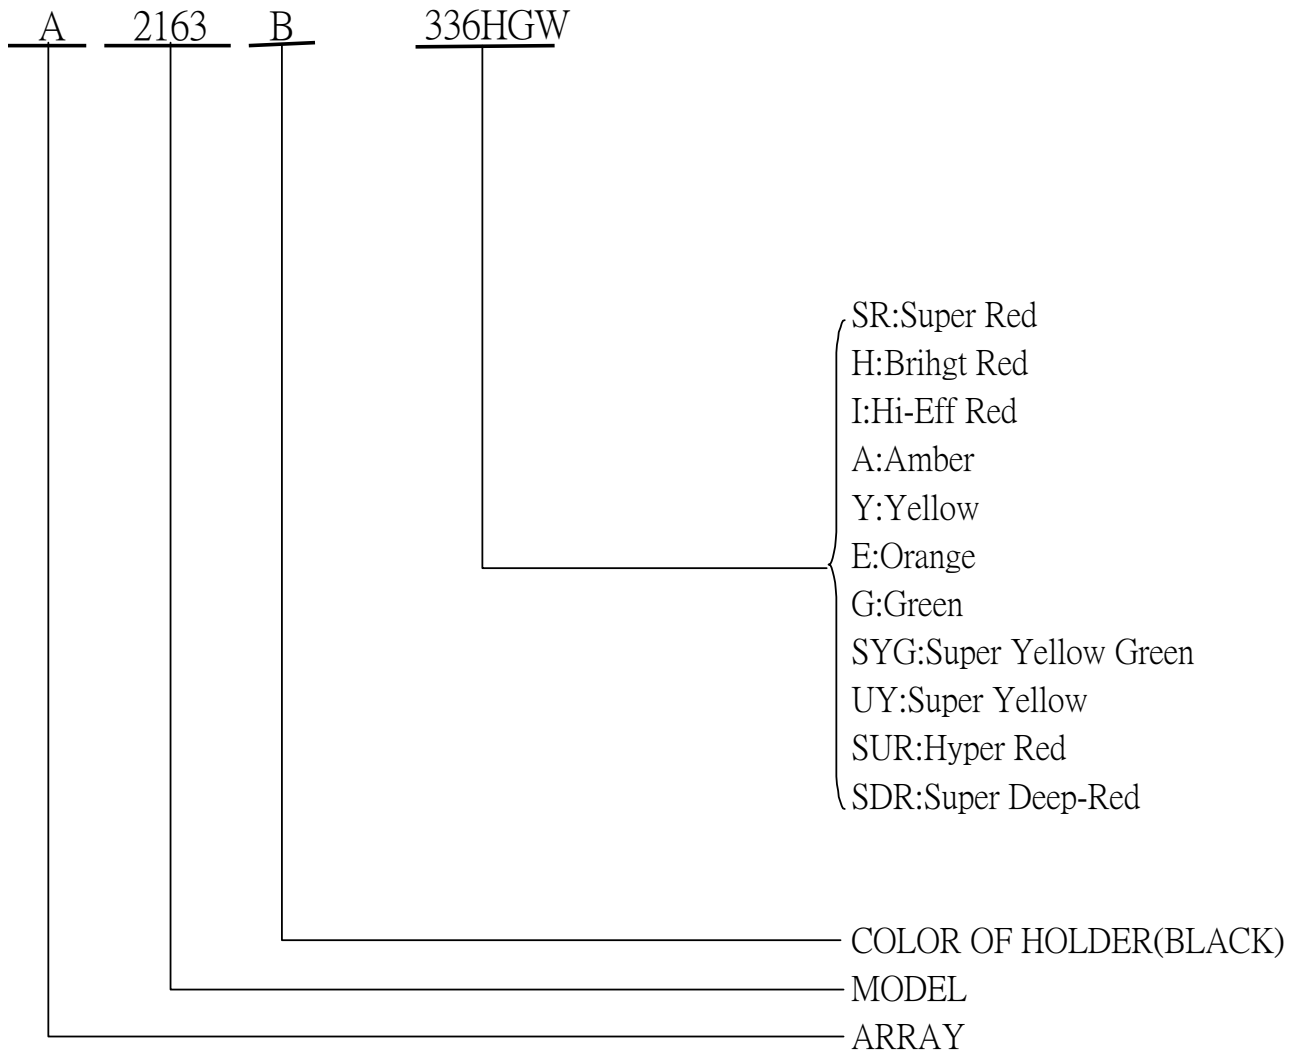 A 2163 B 336HGW
SR:Super Red
H:Brihgt Red
I:Hi-Eff Red
A:Amber
Y:Yellow
E:Orange
G:Green
SYG:Super Yellow Green
UY:Super Yellow
SUR:Hyper Red
SDR:Super Deep-Red
COLOR OF HOLDER(BLACK)
MODEL
ARRAY